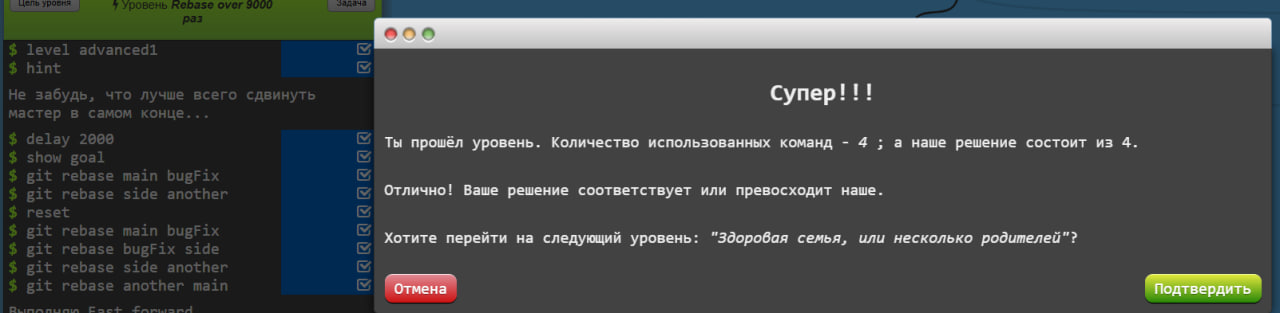 Цель уровня
Уровень Rebase over 9000
раз
Задача
$ level advanced1
$ hint
Не забудь, что лучше всего сдвинуть
мастер в самом конце...
$ delay 2000
$ show goal
$ git rebase main bugFix
$ git rebase side another
$ reset
$ git rebase main bugFix
$ git rebase bugFix side
$ git rebase side another
$ git rebase another main
Выполняю Fast forward
Супер!!!
Ты прошёл уровень. Количество использованных команд - 4 ; а наше решение состоит из 4.
Отлично! Ваше решение соответствует или превосходит наше.
Хотите перейти на следующий уровень: "Здоровая семья, или несколько родителей"?
Отмена
Подтвердить